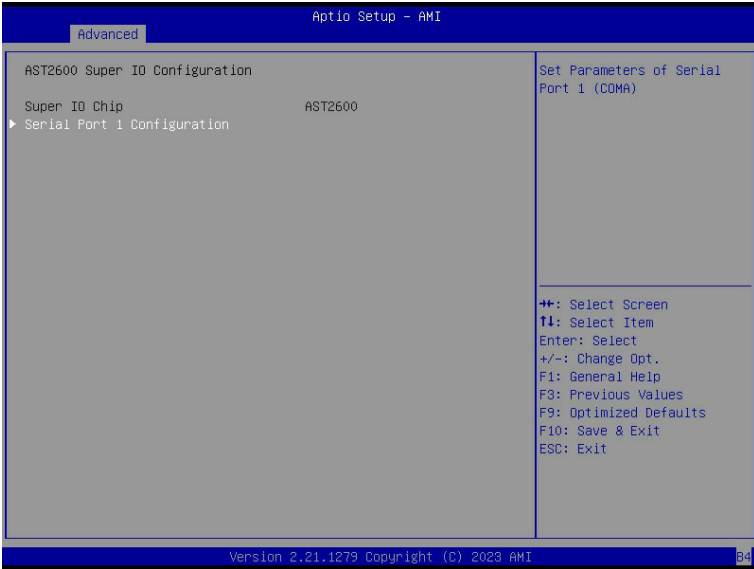 Aptio Setup – AMI
Advanced
AST2600 Super IO Configuration
Super IO Chip AST2600
Serial Port 1 Configuration
Set Parameters of Serial
Port 1 (COMA)
→←: Select Screen
↑↓: Select Item
Enter: Select
+/-: Change Opt.
F1: General Help
F3: Previous Values
F9: Optimized Defaults
F10: Save & Exit
ESC: Exit
Version 2.21.1279 Copyright (C) 2023 AMI
B4